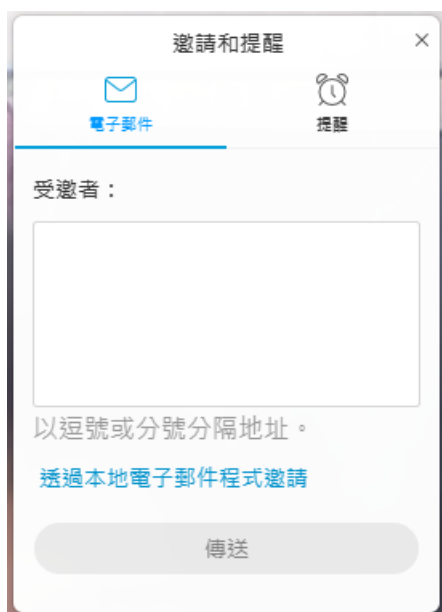 邀請和提醒
電子郵件
提醒
受邀者：
以逗號或分號分隔地址。
透過本地電子郵件程式邀請
傳送